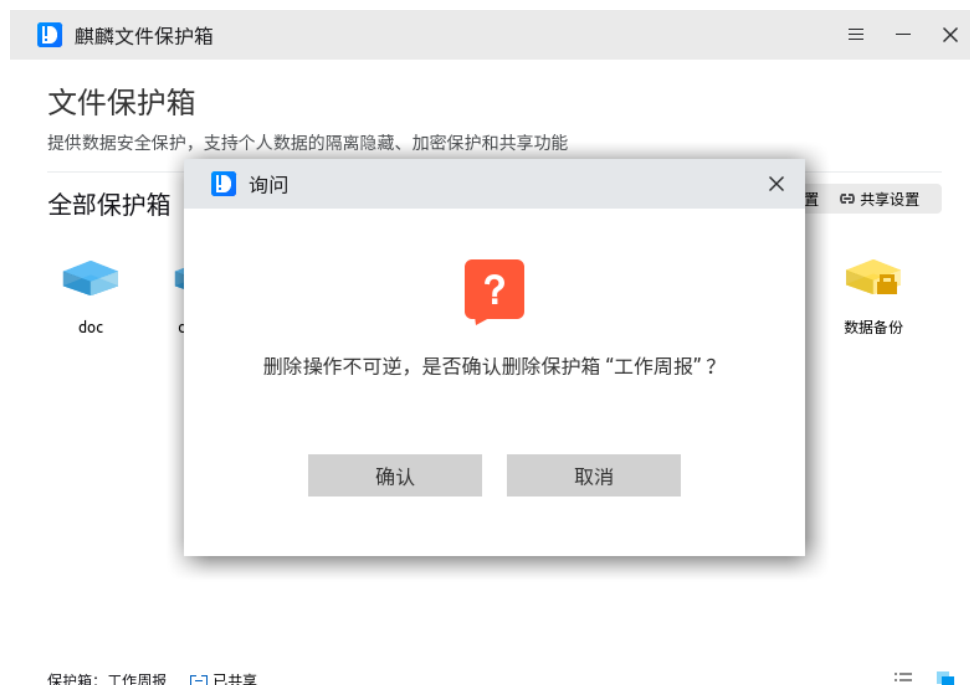 麒麟文件保护箱
文件保护箱
提供数据安全保护，支持个人数据的隔离隐藏、加密保护和共享功能
全部保护箱
置 共享设置
询问
doc
数据备份
删除操作不可逆，是否确认删除保护箱 “工作周报” ？
确认 取消
保护箱：工作周报 已共享